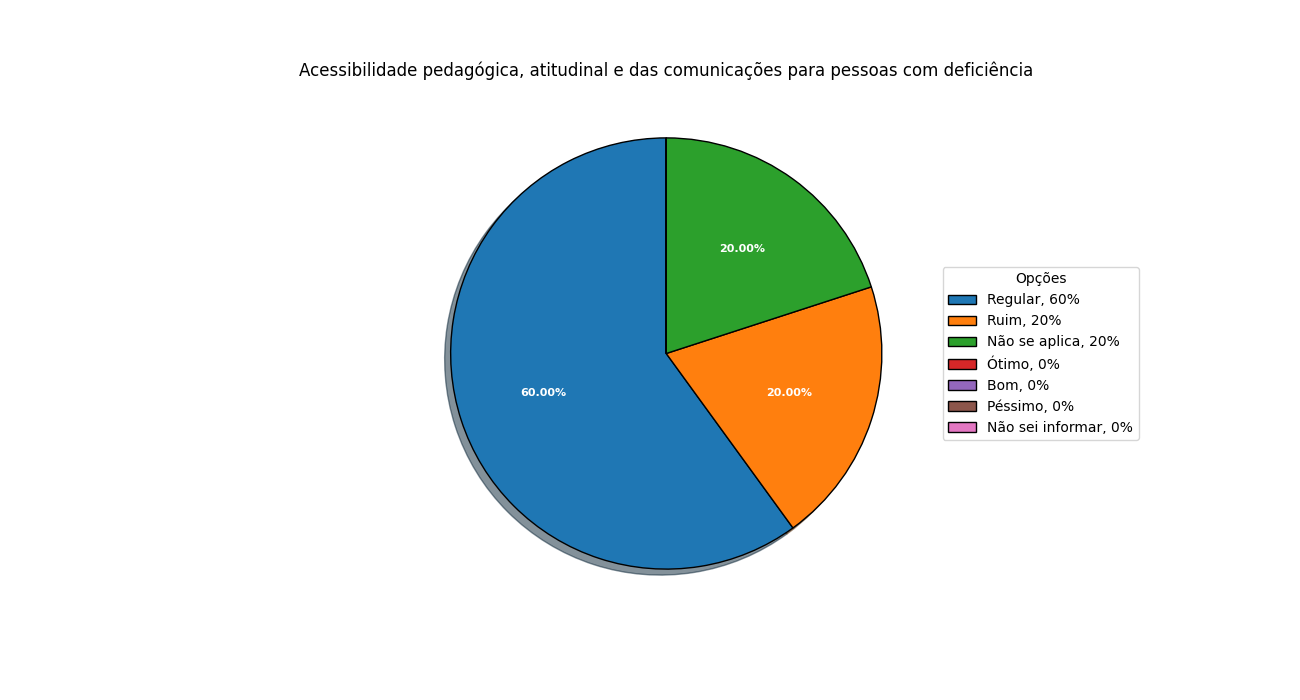 Acessibilidade pedagógica, atitudinal e das comunicações para pessoas com deficiência
20.00%
60.00%
20.00%
Opções
Regular, 60%
Ruim, 20%
Não se aplica, 20%
Ótimo, 0%
Bom, 0%
Péssimo, 0%
Não sei informar, 0%